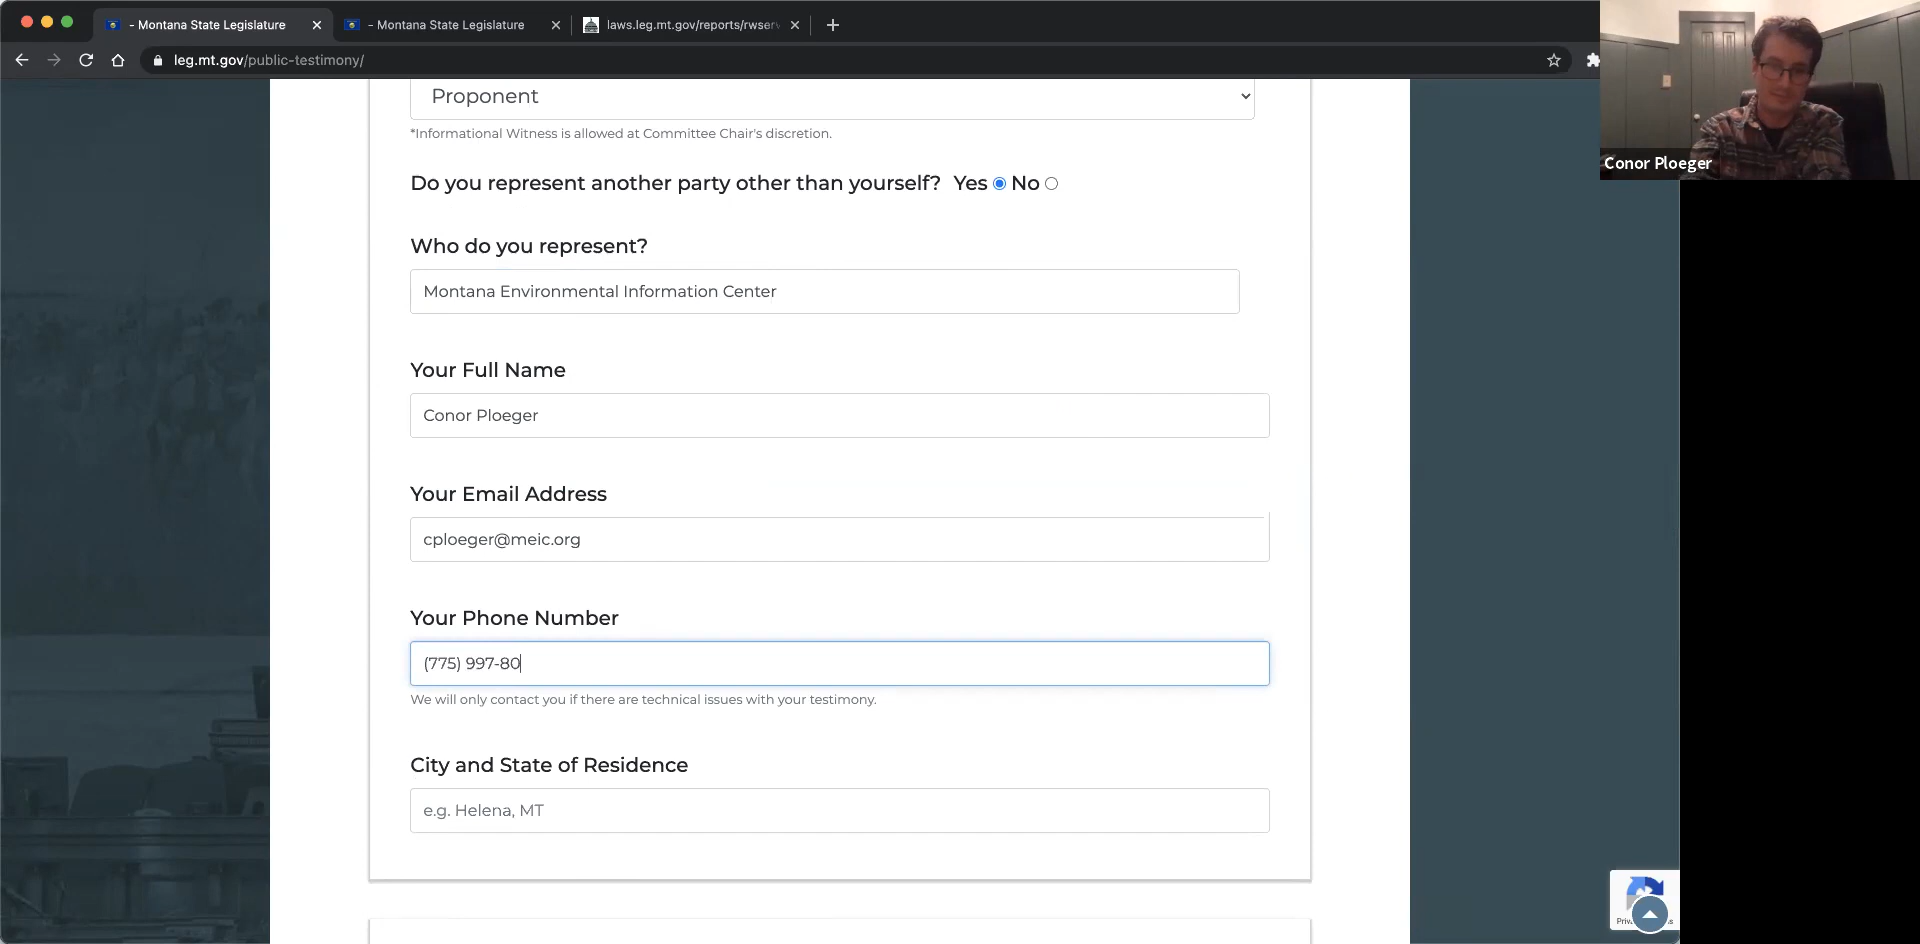 - Montana State Legislature
- Montana State Legislature
laws.leg.mt.gov/reports/rwserv
leg.mt.gov/public-testimony/
Conor Ploeger
Proponent
*Informational Witness is allowed at Committee Chair's discretion.
Do you represent another party other than yourself? Yes No
Who do you represent?
Montana Environmental Information Center
Your Full Name
Conor Ploeger
Your Email Address
cploeger@meic.org
Your Phone Number
(775) 997-80
We will only contact you if there are technical issues with your testimony.
City and State of Residence
e.g. Helena, MT